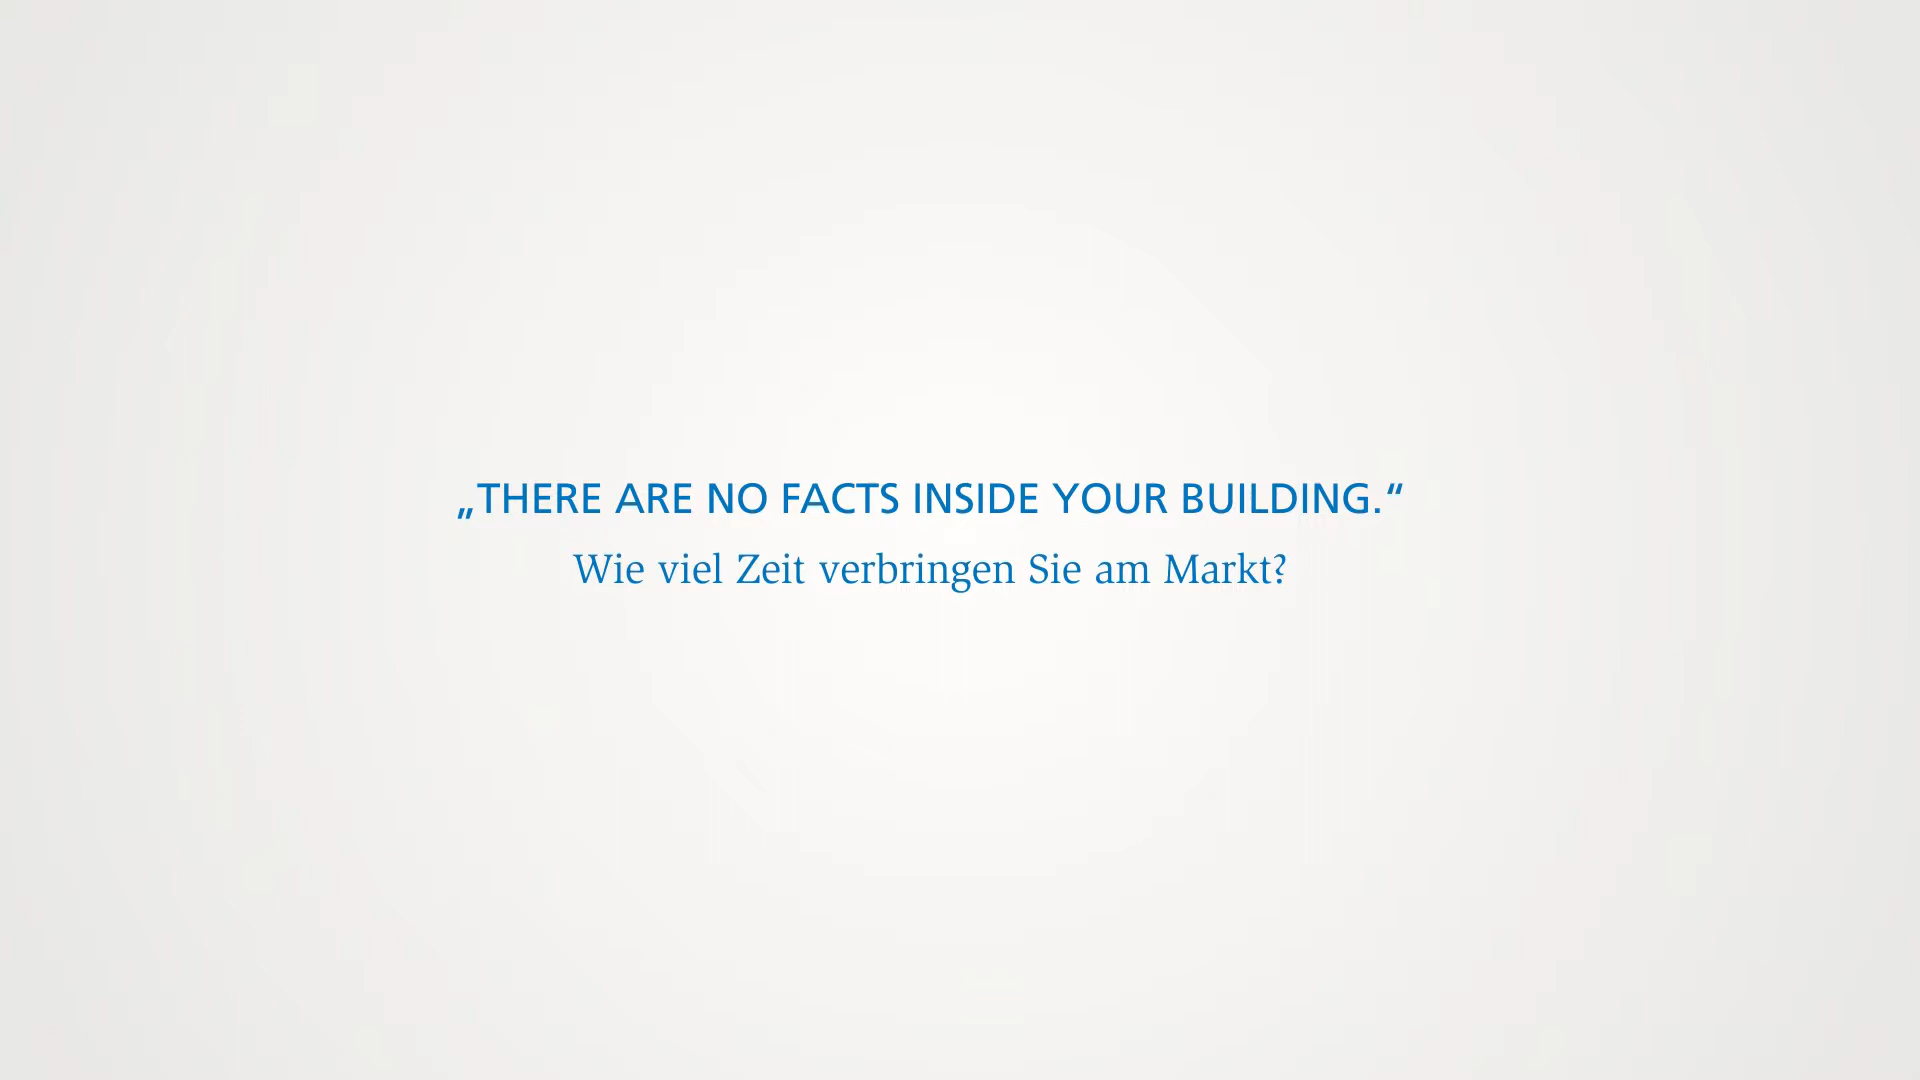 „THERE ARE NO FACTS INSIDE YOUR BUILDING.“
Wie viel Zeit verbringen Sie am Markt?